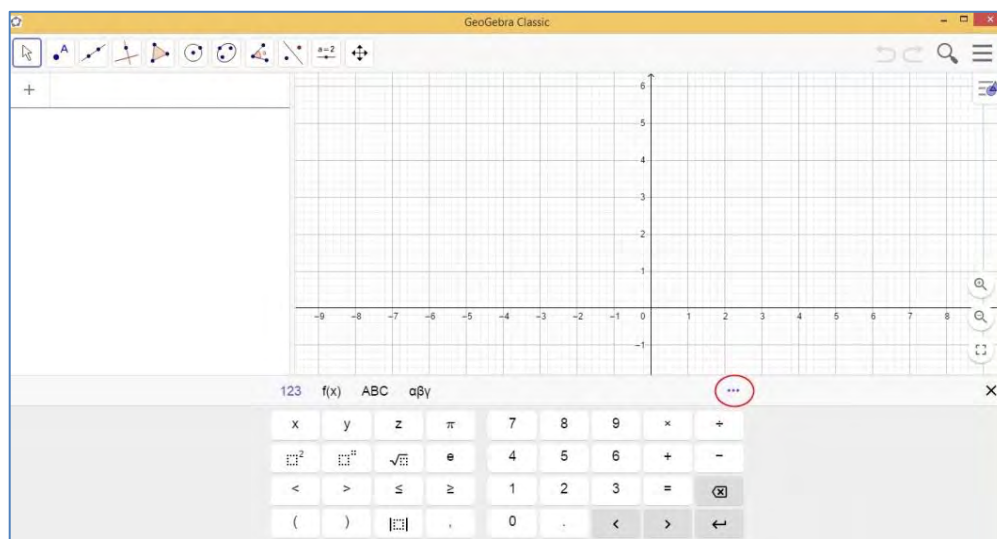 GeoGebra Classic
A
a=2
+
6
5
4
3
2
1
-9 -8 -7 -6 -5 -4 -3 -2 -1 0 1 2 3 4 5 6 7 8
-1
123 f(x) ABC αβγ ...
x y z π 7 8 9 × ÷
² ⁿ √ e 4 5 6 + −
< > ≤ ≥ 1 2 3 =
( ) | | , 0 . < >